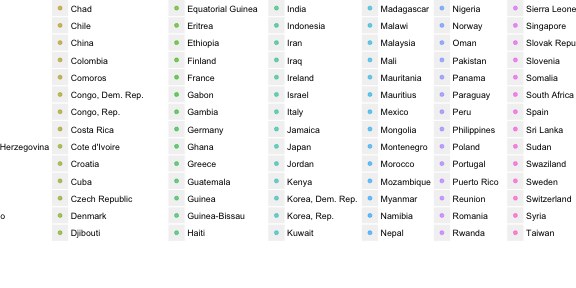 Chad
Chile
China
Colombia
Comoros
Congo, Dem. Rep.
Congo, Rep.
Costa Rica
Herzegovina
Cote d'Ivoire
Croatia
Cuba
Czech Republic
o
Denmark
Djibouti
Equatorial Guinea
Eritrea
Ethiopia
Finland
France
Gabon
Gambia
Germany
Ghana
Greece
Guatemala
Guinea
Guinea-Bissau
Haiti
India
Indonesia
Iran
Iraq
Ireland
Israel
Italy
Jamaica
Japan
Jordan
Kenya
Korea, Dem. Rep.
Korea, Rep.
Kuwait
Madagascar
Malawi
Malaysia
Mali
Mauritania
Mauritius
Mexico
Mongolia
Montenegro
Morocco
Mozambique
Myanmar
Namibia
Nepal
Nigeria
Norway
Oman
Pakistan
Panama
Paraguay
Peru
Philippines
Poland
Portugal
Puerto Rico
Reunion
Romania
Rwanda
Sierra Leone
Singapore
Slovak Repu
Slovenia
Somalia
South Africa
Spain
Sri Lanka
Sudan
Swaziland
Sweden
Switzerland
Syria
Taiwan